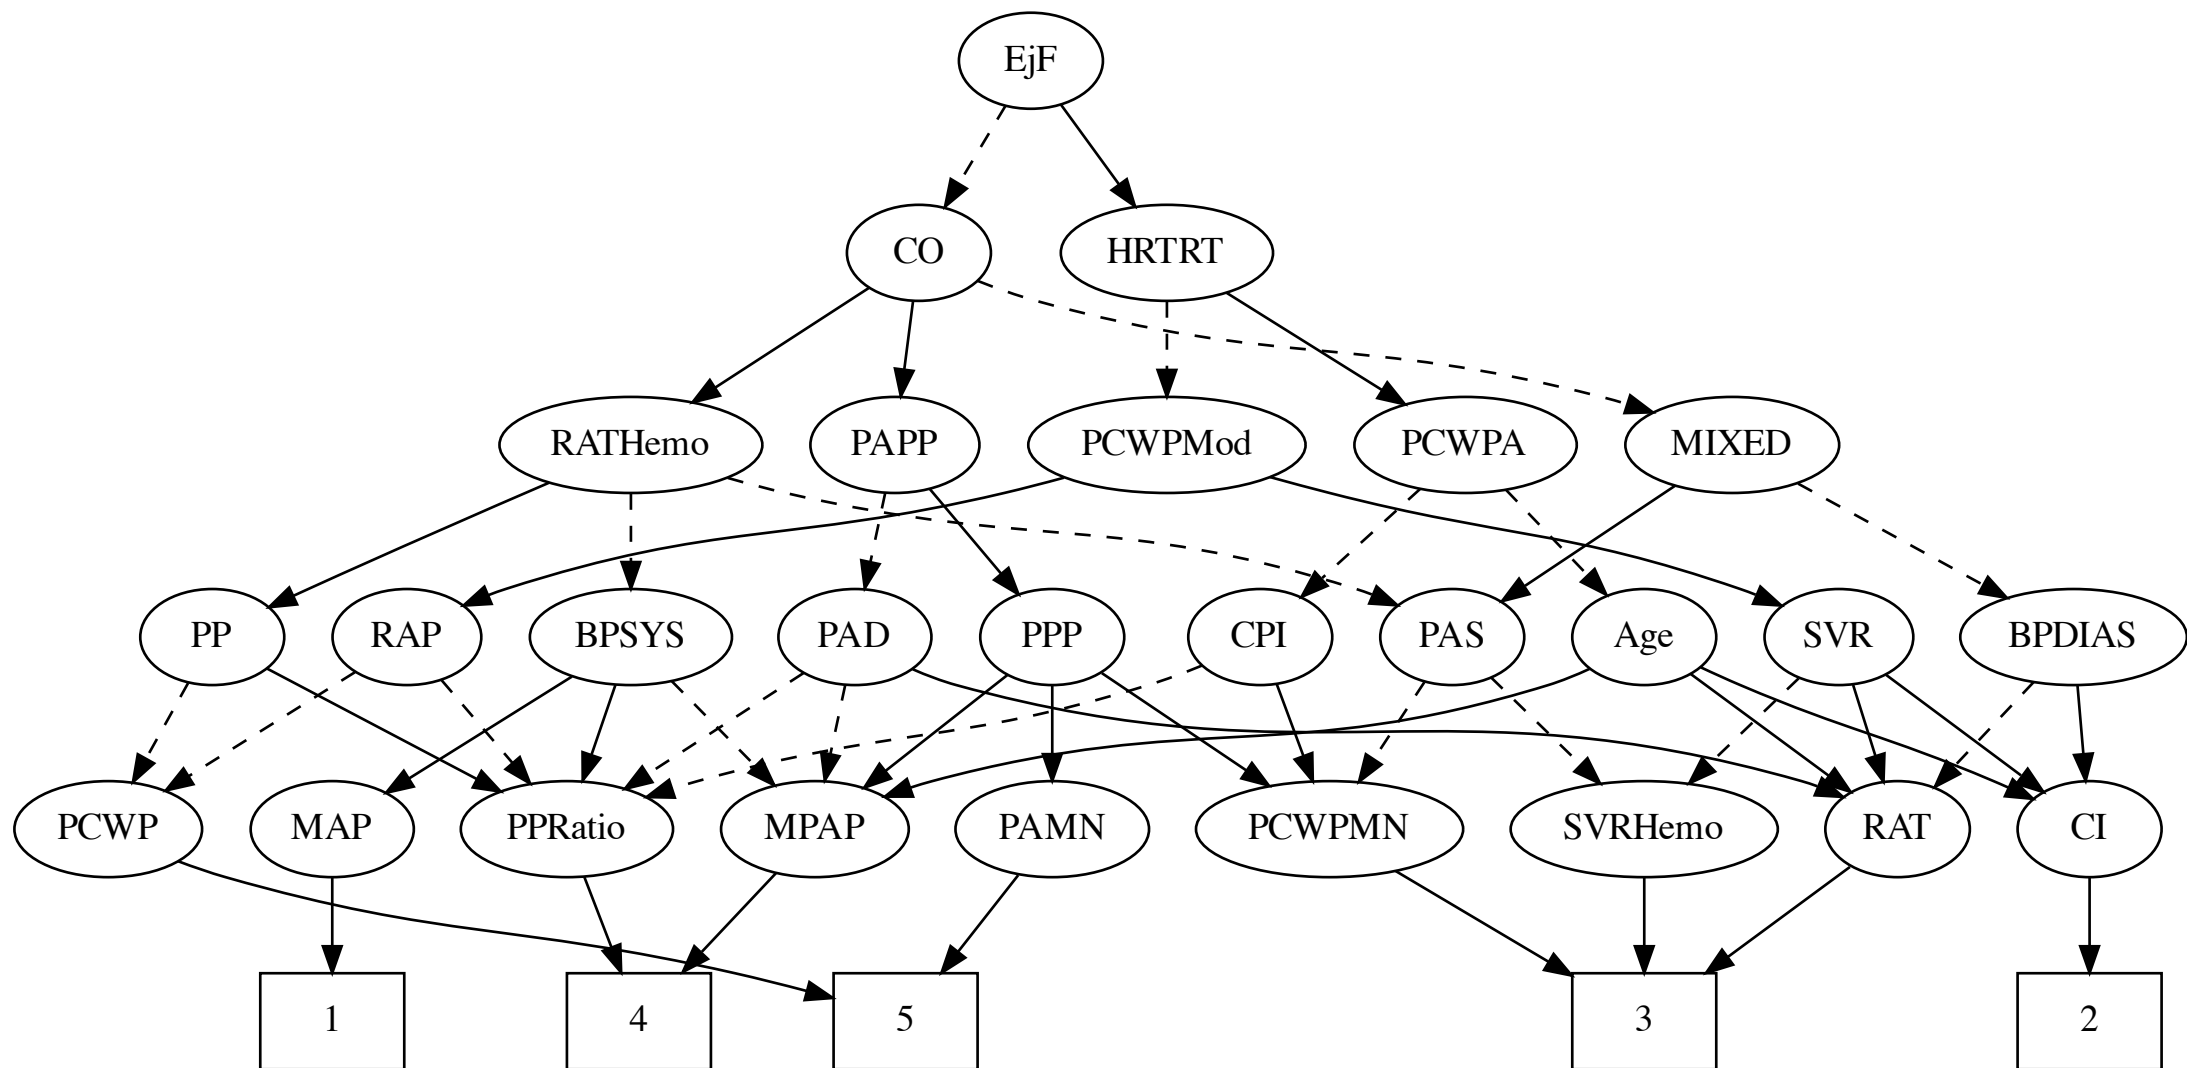 EjF
CO
HRTRT
RATHemo
PAPP
PCWPMod
PCWPA
MIXED
PP
RAP
BPSYS
PAD
PPP
CPI
PAS
Age
SVR
BPDIAS
PCWP
MAP
PPRatio
MPAP
PAMN
PCWPMN
SVRHemo
RAT
CI
1
4
5
3
2